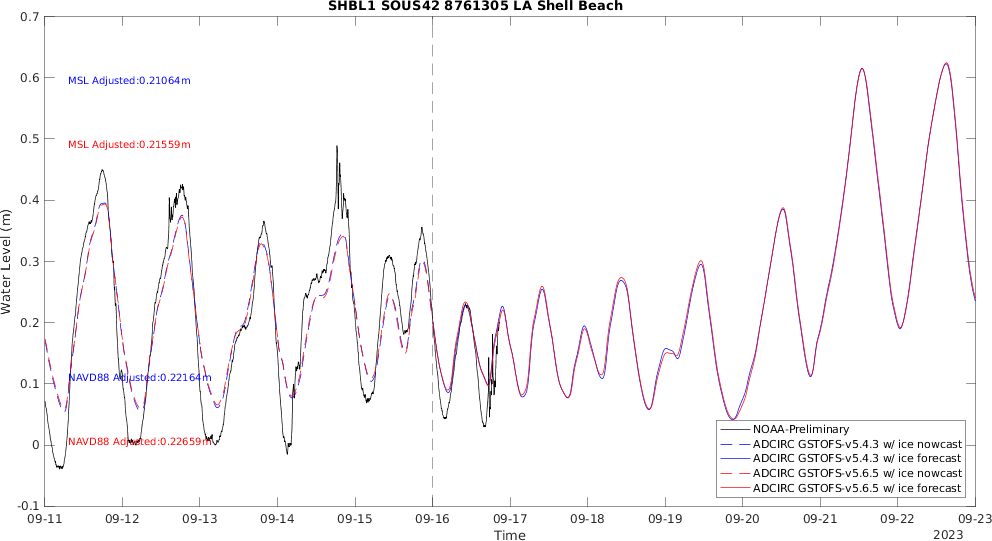 SHBL1 SOUS42 8761305 LA Shell Beach
0.7
0.6
0.5
0.4
0.3
0.2
0.1
0
-0.1
Water Level (m)
MSL Adjusted:0.21064m
MSL Adjusted:0.21559m
NAVD88 Adjusted:0.22164m
NAVD88 Adjusted:0.22659m
NOAA-Preliminary
ADCIRC GSTOFS-v5.4.3 w/ ice nowcast
ADCIRC GSTOFS-v5.4.3 w/ ice forecast
ADCIRC GSTOFS-v5.6.5 w/ ice nowcast
ADCIRC GSTOFS-v5.6.5 w/ ice forecast
09-11 09-12 09-13 09-14 09-15 09-16 09-17 09-18 09-19 09-20 09-21 09-22 09-23
Time
2023